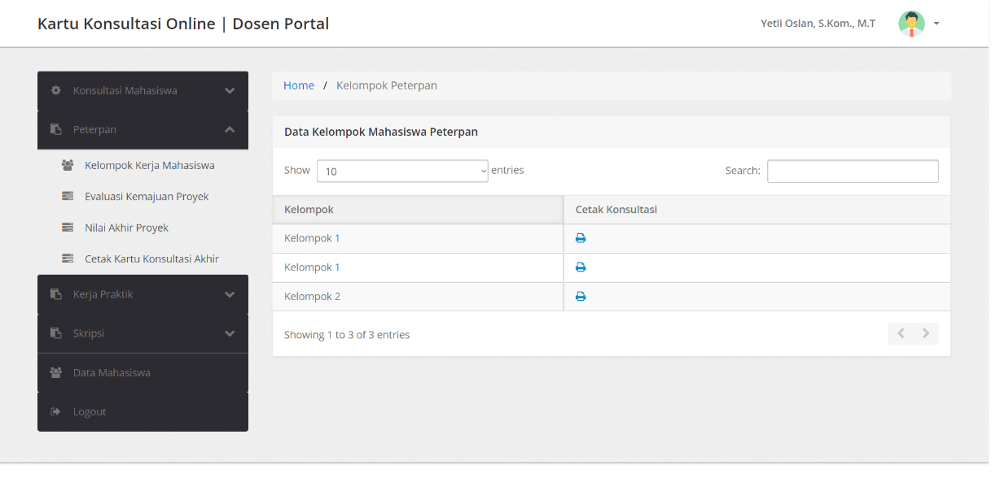 Kartu Konsultasi Online | Dosen Portal
Yetli Oslan, S.Kom., M.T
Konsultasi Mahasiswa
Peterpan
Kelompok Kerja Mahasiswa
Evaluasi Kemajuan Proyek
Nilai Akhir Proyek
Cetak Kartu Konsultasi Akhir
Kerja Praktik
Skripsi
Data Mahasiswa
Logout
Home / Kelompok Peterpan
Data Kelompok Mahasiswa Peterpan
Show 10 entries Search:
Kelompok Cetak Konsultasi
Kelompok 1
Kelompok 1
Kelompok 2
Showing 1 to 3 of 3 entries